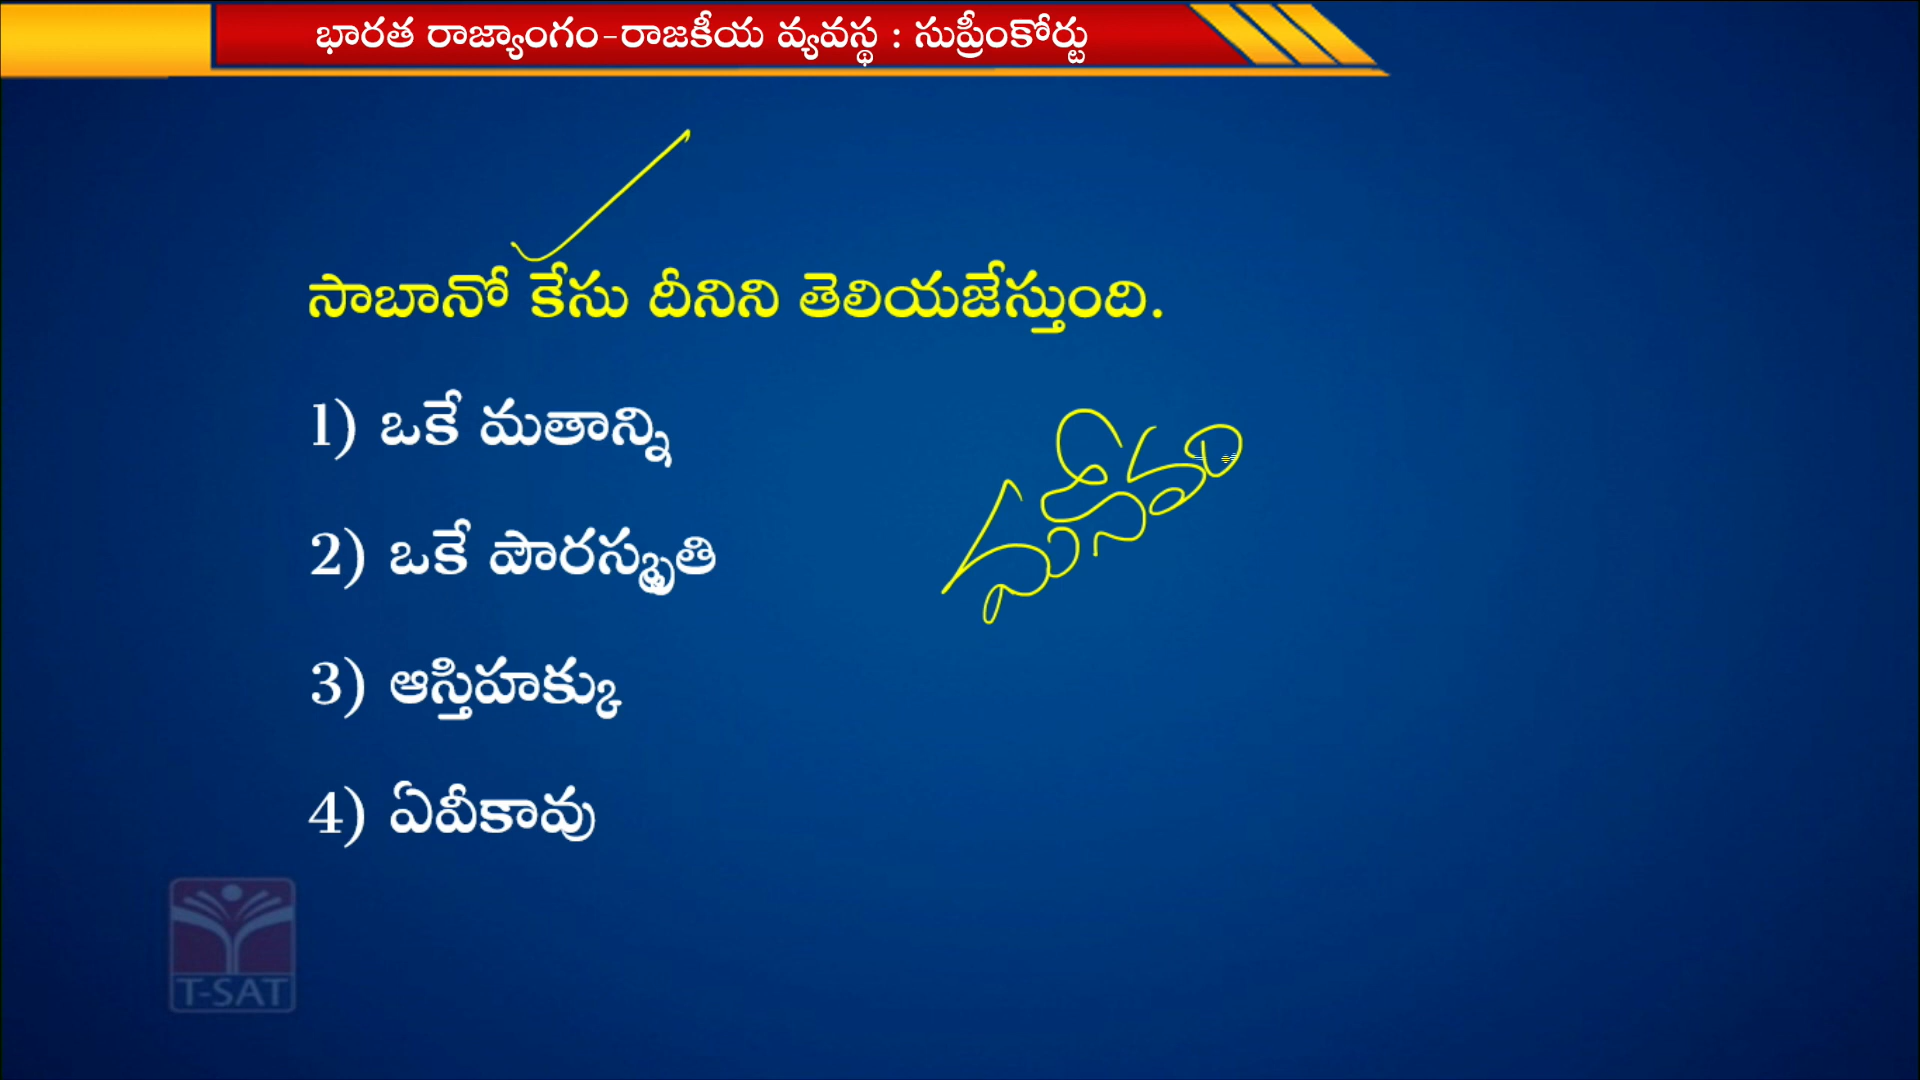 భారత రాజ్యాంగం-రాజకీయ వ్యవస్థ : సుప్రీంకోర్టు
సాబానో కేసు దీనిని తెలియజేస్తుంది.
1) ఒకే మతాన్ని
2) ఒకే పౌరస్మృతి
3) ఆస్తిహక్కు
4) ఏవీకావు
T-SAT